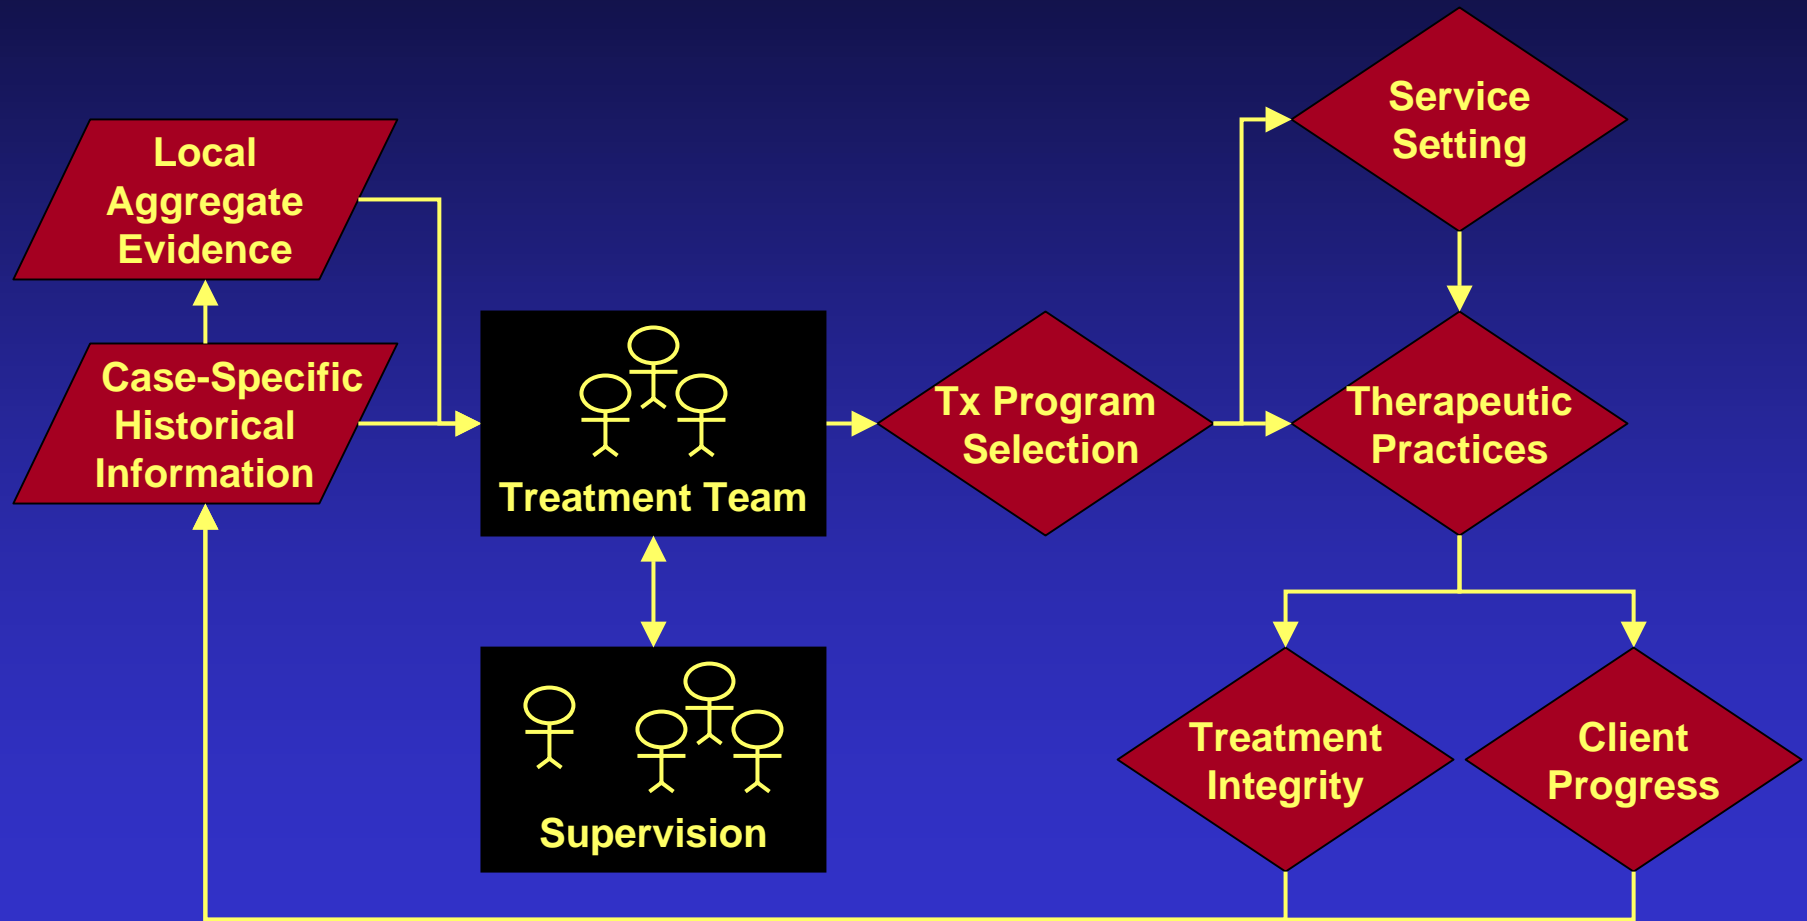 Local
Aggregate
Evidence
Case-Specific
Historical
Information
Treatment Team
Supervision
Tx Program
Selection
Service
Setting
Therapeutic
Practices
Treatment
Integrity
Client
Progress